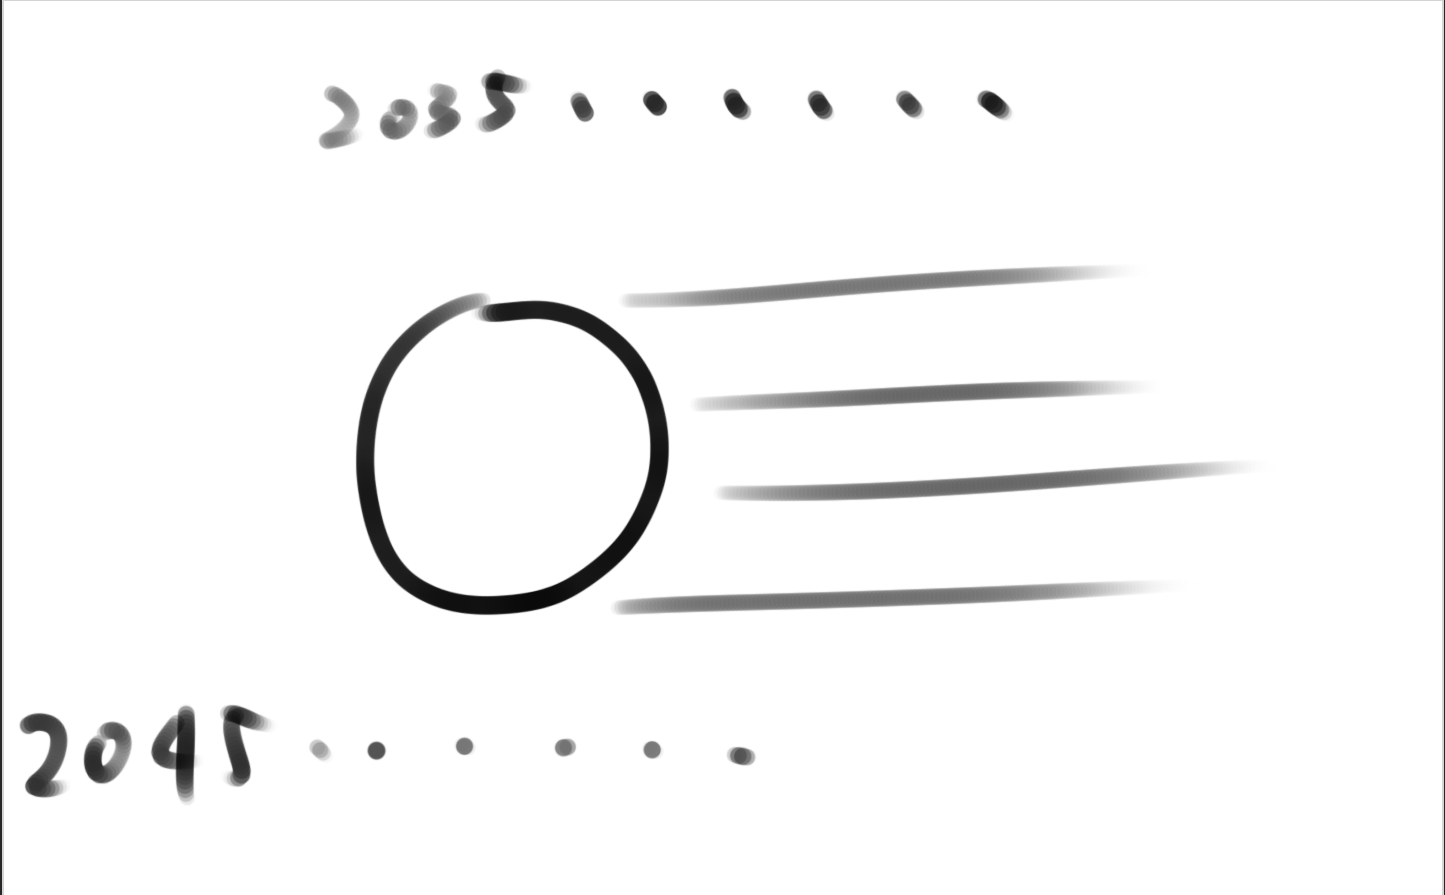 2035 . . . . . .
2045 . . . . . .